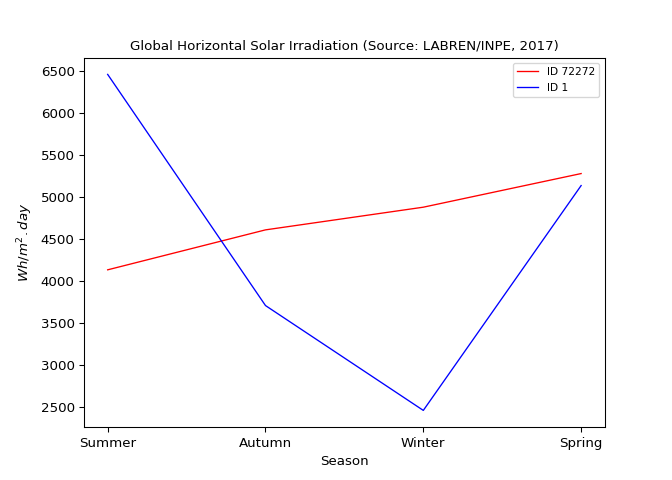 Global Horizontal Solar Irradiation (Source: LABREN/INPE, 2017)
ID 72272
ID 1
6500
6000
5500
5000
4500
4000
3500
3000
2500
Wh/m². day
Summer Autumn Winter Spring
Season